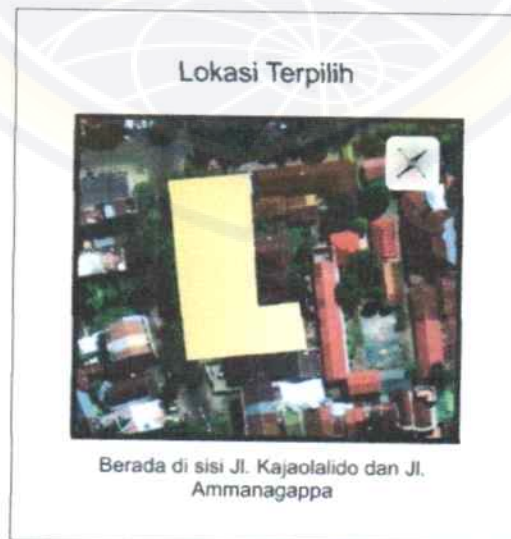 Lokasi Terpilih
Berada di sisi Jl. Kajaolalido dan Jl.
Ammanagappa